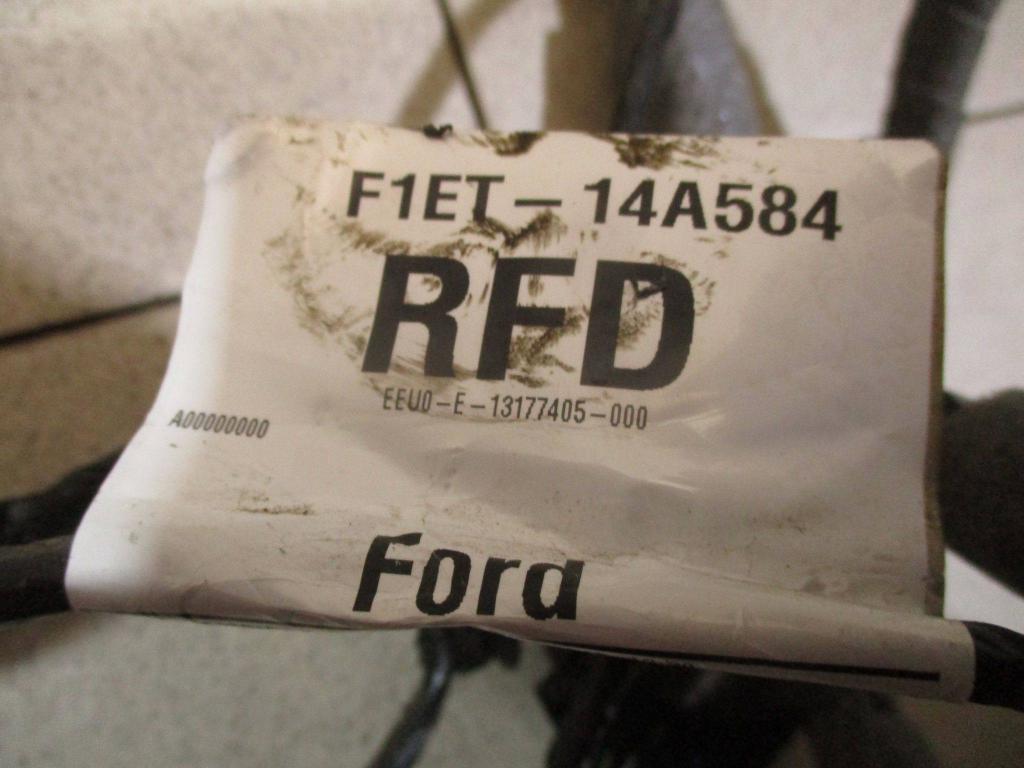 F1ET-14A584
RFD
EEU0-E-13177405-000
A00000000
Ford